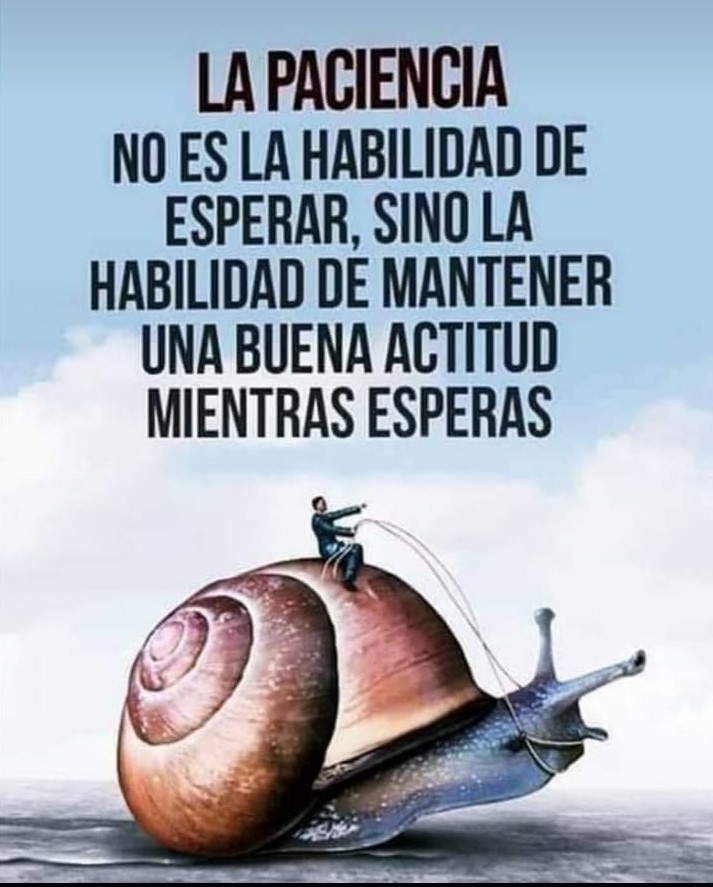 LA PACIENCIA
NO ES LA HABILIDAD DE
ESPERAR, SINO LA
HABILIDAD DE MANTENER
UNA BUENA ACTITUD
MIENTRAS ESPERAS